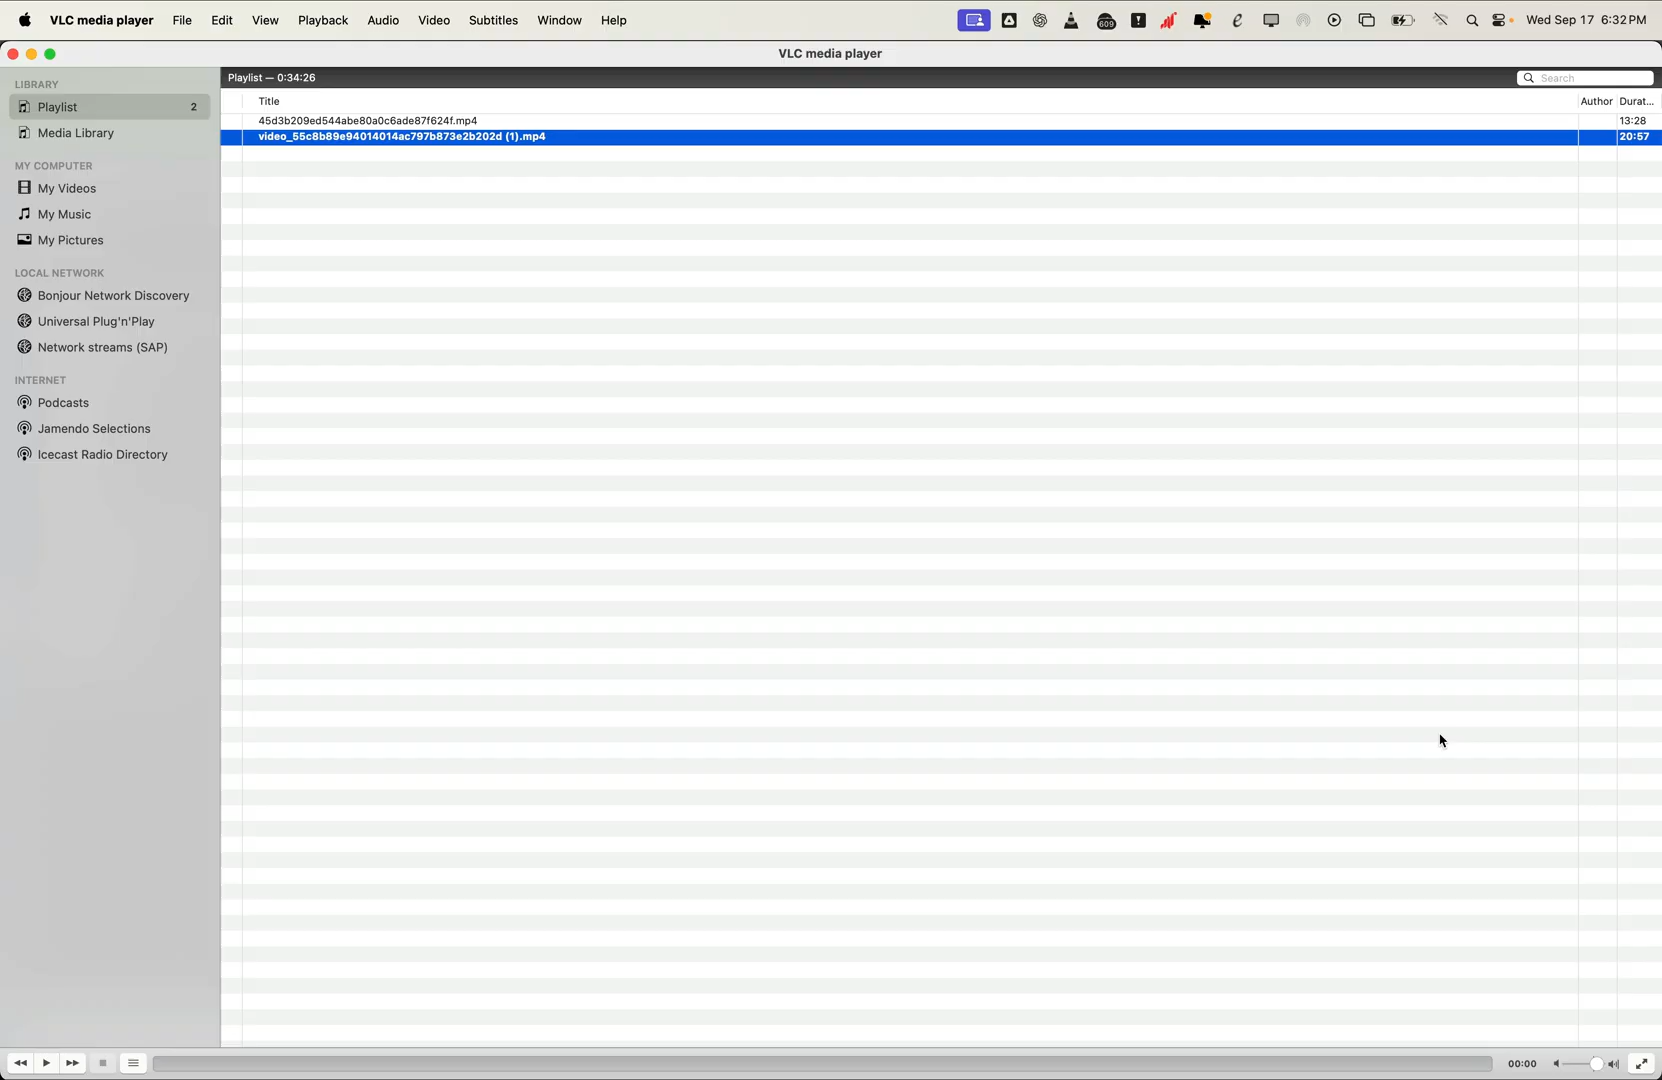 VLC media player File Edit View Playback Audio Video Subtitles Window Help 609 Wed Sep 17 6:32 PM
VLC media player
LIBRARY
Playlist 2
Media Library
MY COMPUTER
My Videos
My Music
My Pictures
LOCAL NETWORK
Bonjour Network Discovery
Universal Plug'n'Play
Network streams (SAP)
INTERNET
Podcasts
Jamendo Selections
Icecast Radio Directory
Playlist — 0:34:26 Search
Title Author Durat...
45d3b209ed544abe80a0c6ade87f624f.mp4 13:28
video_55c8b89e94014014ac797b873e2b202d (1).mp4 20:57
00:00